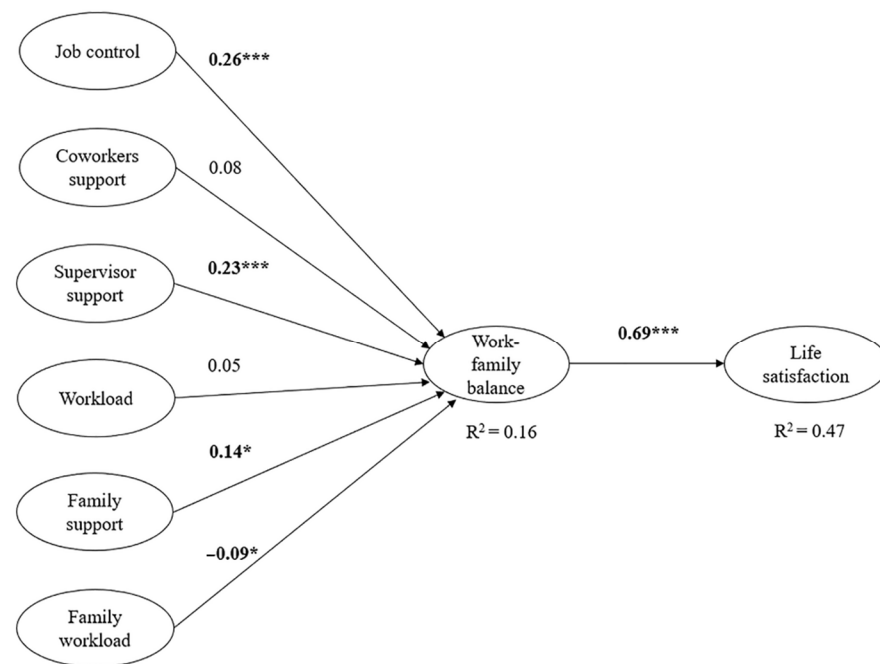 Job control
0.26***
Coworkers
support
0.08
Supervisor
support
0.23***
Workload
0.05
Family
support
0.14*
Family
workload
–0.09*
Work-
family
balance
R² = 0.16
0.69***
Life
satisfaction
R² = 0.47